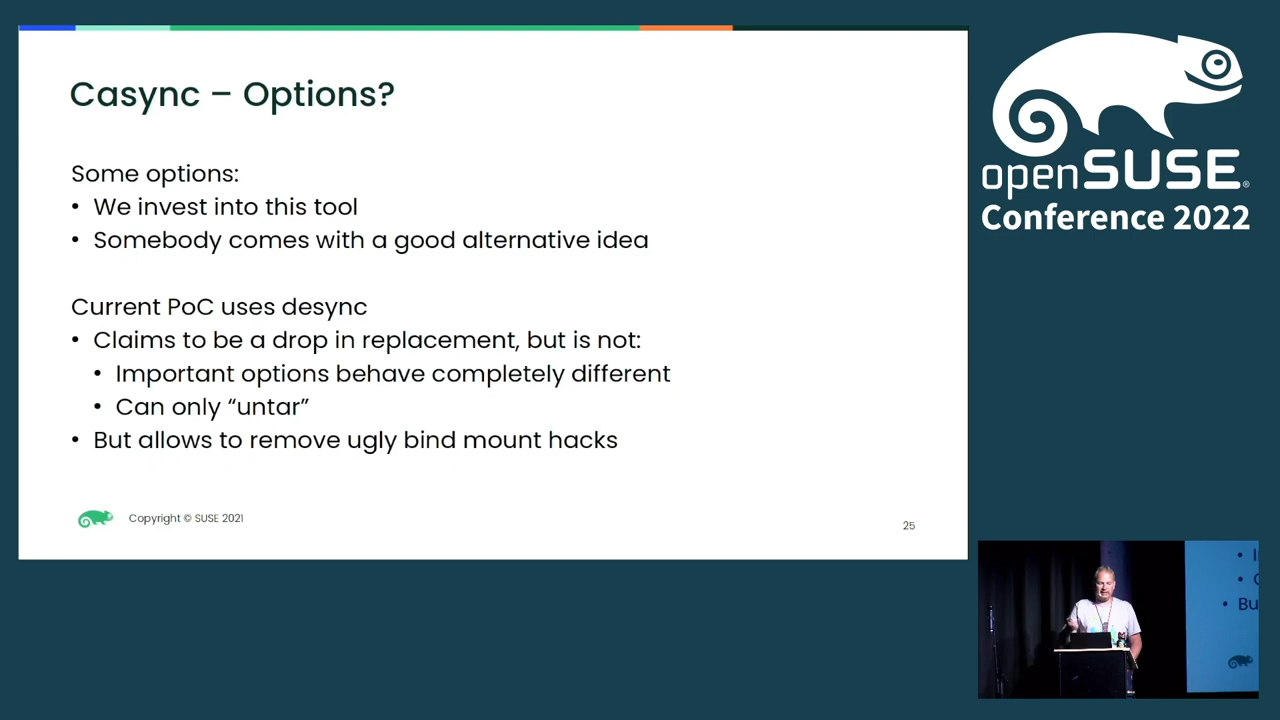 Casync – Options?
Some options:
• We invest into this tool
• Somebody comes with a good alternative idea
Current PoC uses desync
• Claims to be a drop in replacement, but is not:
• Important options behave completely different
• Can only “untar”
• But allows to remove ugly bind mount hacks
Copyright © SUSE 2021
25
openSUSE®
Conference 2022
• Bu